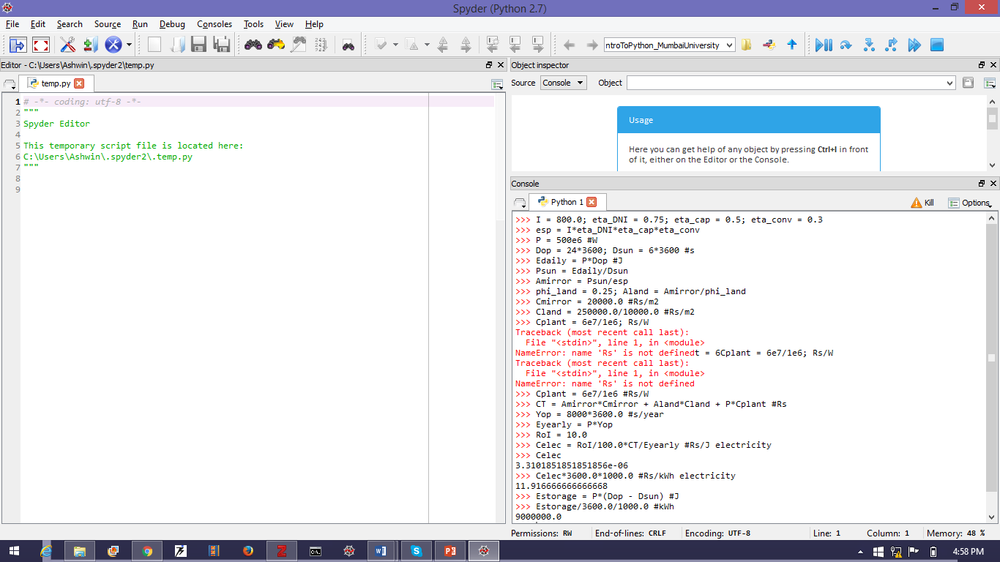 Spyder (Python 2.7)
File Edit Search Source Run Debug Consoles Tools View Help
ntroToPython_MumbaiUniversity
Editor - C:\Users\Ashwin\.spyder2\temp.py
temp.py
1 # -*- coding: utf-8 -*-
2 """
3 Spyder Editor
4
5 This temporary script file is located here:
6 C:\Users\Ashwin\.spyder2\.temp.py
7 """
8
9
Object inspector
Source Console Object
Usage
Here you can get help of any object by pressing Ctrl+I in front
of it, either on the Editor or the Console.
Console
Python 1 Kill Options
>>> I = 800.0; eta_DNI = 0.75; eta_cap = 0.5; eta_conv = 0.3
>>> esp = I*eta_DNI*eta_cap*eta_conv
>>> P = 500e6 #W
>>> Dop = 24*3600; Dsun = 6*3600 #s
>>> Edaily = P*Dop #J
>>> Psun = Edaily/Dsun
>>> Amirror = Psun/esp
>>> phi_land = 0.25; Aland = Amirror/phi_land
>>> Cmirror = 20000.0 #Rs/m2
>>> Cland = 250000.0/10000.0 #Rs/m2
>>> Cplant = 6e7/1e6; Rs/W
Traceback (most recent call last):
  File "<stdin>", line 1, in <module>
NameError: name 'Rs' is not definedt = 6Cplant = 6e7/1e6; Rs/W
Traceback (most recent call last):
  File "<stdin>", line 1, in <module>
NameError: name 'Rs' is not defined
>>> Cplant = 6e7/1e6 #Rs/W
>>> CT = Amirror*Cmirror + Aland*Cland + P*Cplant #Rs
>>> Yop = 8000*3600.0 #s/year
>>> Eyearly = P*Yop
>>> RoI = 10.0
>>> Celec = RoI/100.0*CT/Eyearly #Rs/J electricity
>>> Celec
3.3101851851851856e-06
>>> Celec*3600.0*1000.0 #Rs/kWh electricity
11.916666666666668
>>> Estorage = P*(Dop - Dsun) #J
>>> Estorage/3600.0/1000.0 #kWh
9000000.0
Permissions: RW End-of-lines: CRLF Encoding: UTF-8 Line: 1 Column: 1 Memory: 48 %
4:58 PM